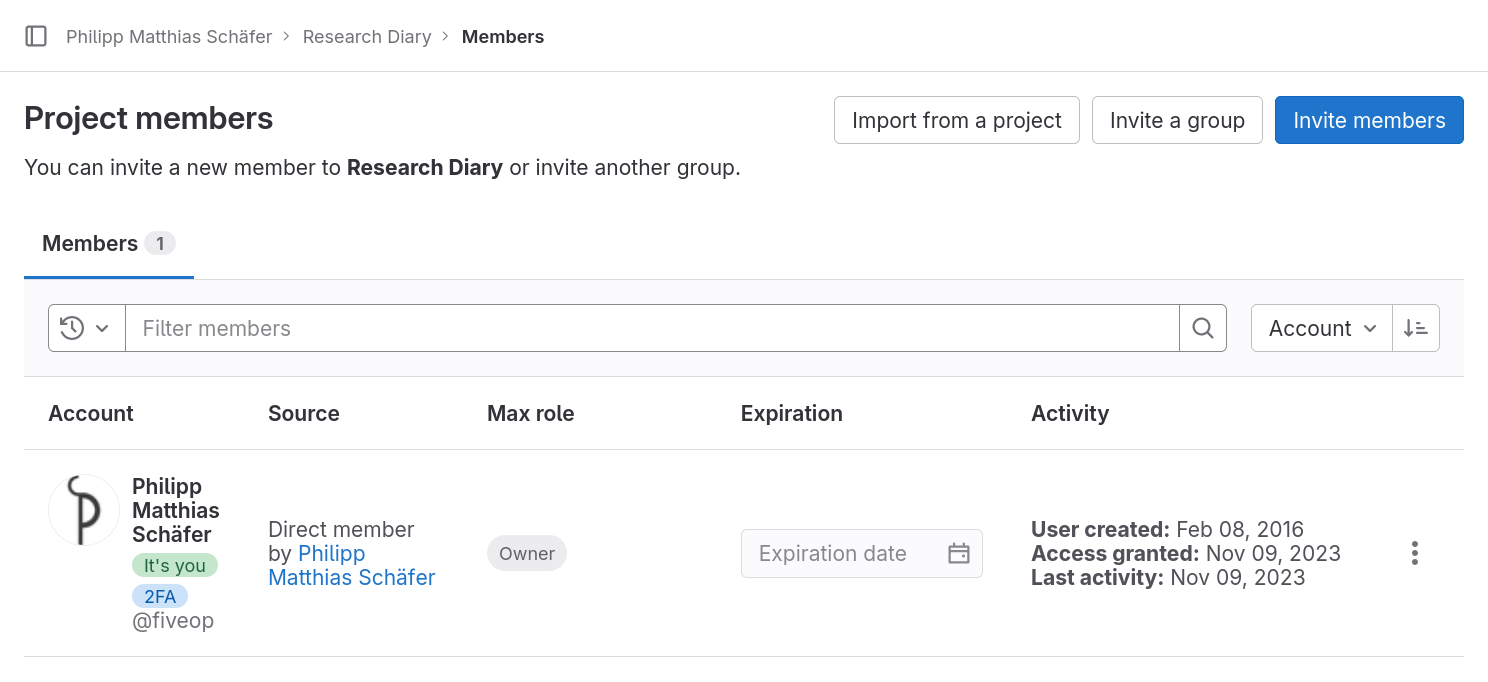 Philipp Matthias Schäfer > Research Diary > Members
Project members
Import from a project
Invite a group
Invite members
You can invite a new member to Research Diary or invite another group.
Members 1
Filter members
Account
Account Source Max role Expiration Activity
Philipp
Matthias
Schäfer
It's you
2FA
@fiveop
Direct member
by Philipp
Matthias Schäfer
Owner
Expiration date
User created: Feb 08, 2016
Access granted: Nov 09, 2023
Last activity: Nov 09, 2023